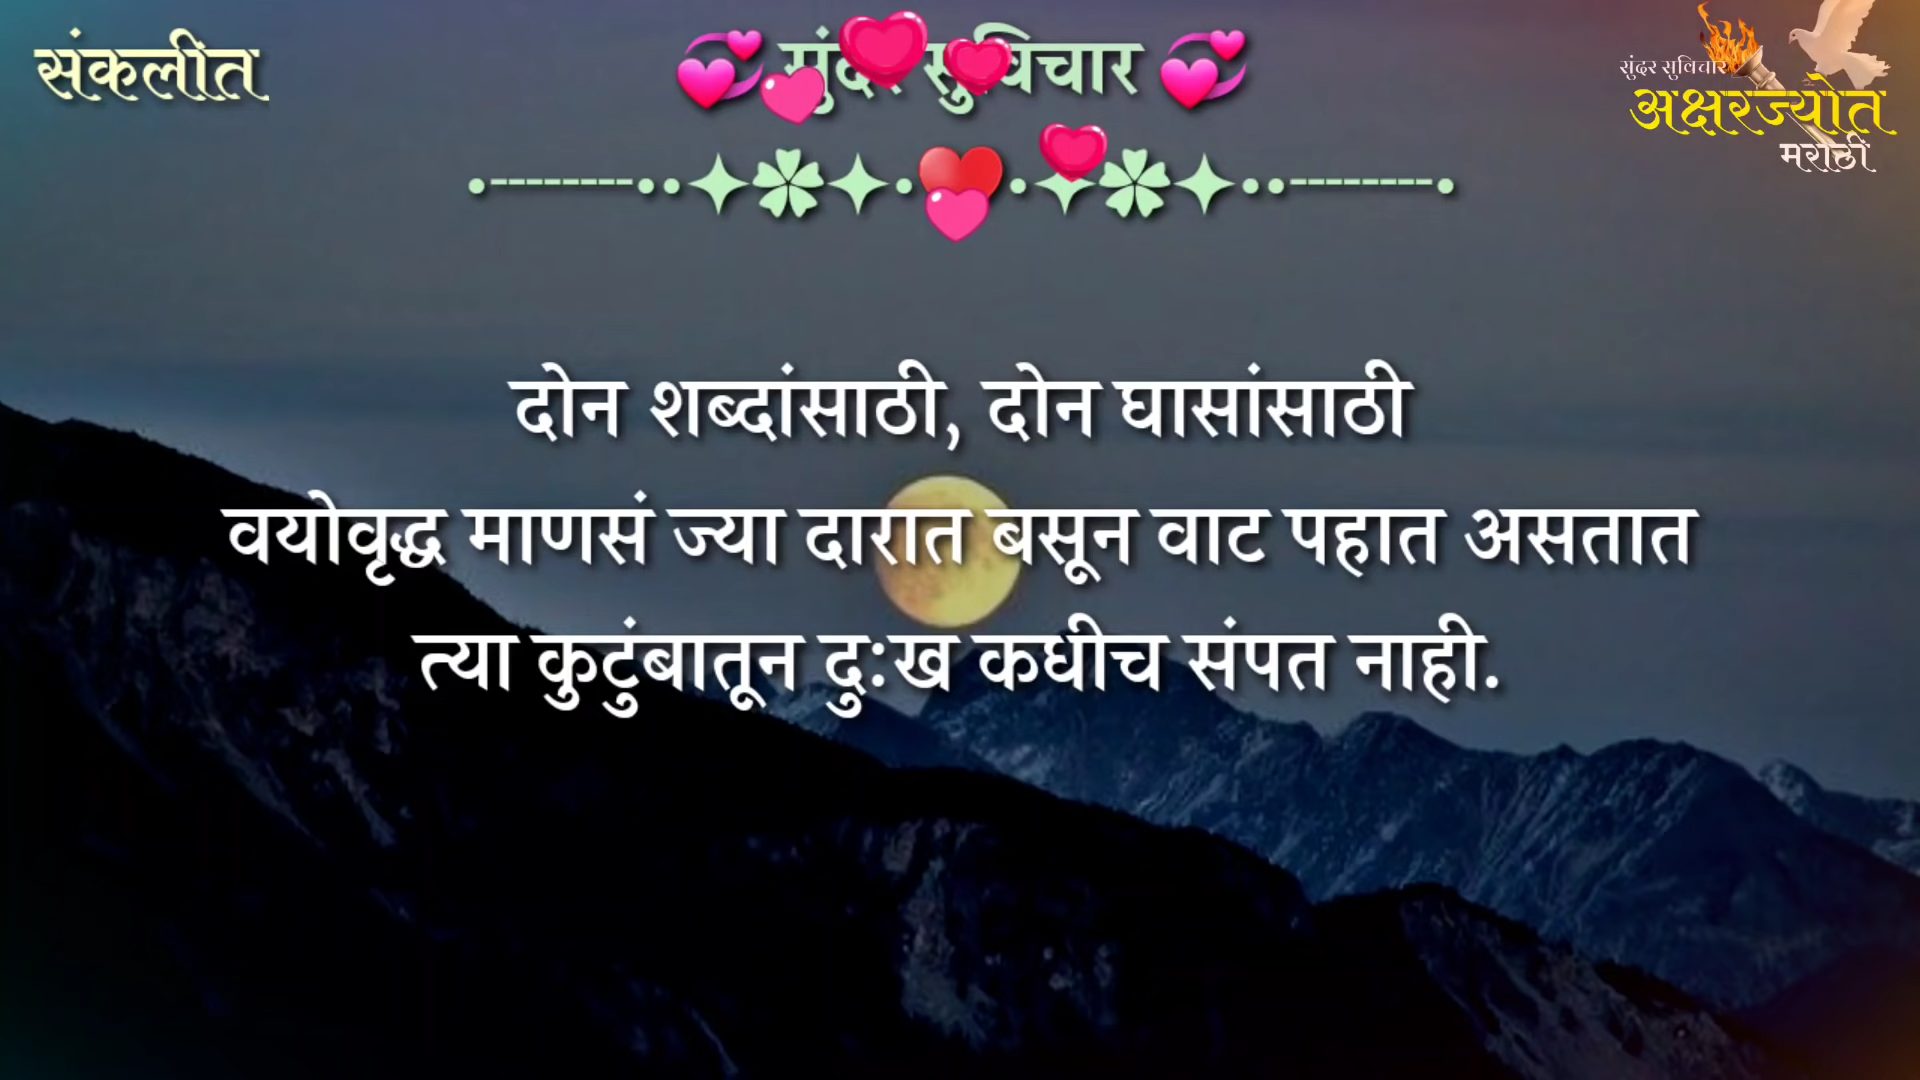 संकलीत
सुंदर सुविचार
सुंदर सुविचार
अक्षरज्योत
मराठी
दोन शब्दांसाठी, दोन घासांसाठी
वयोवृद्ध माणसं ज्या दारात बसून वाट पहात असतात
त्या कुटुंबातून दुःख कधीच संपत नाही.